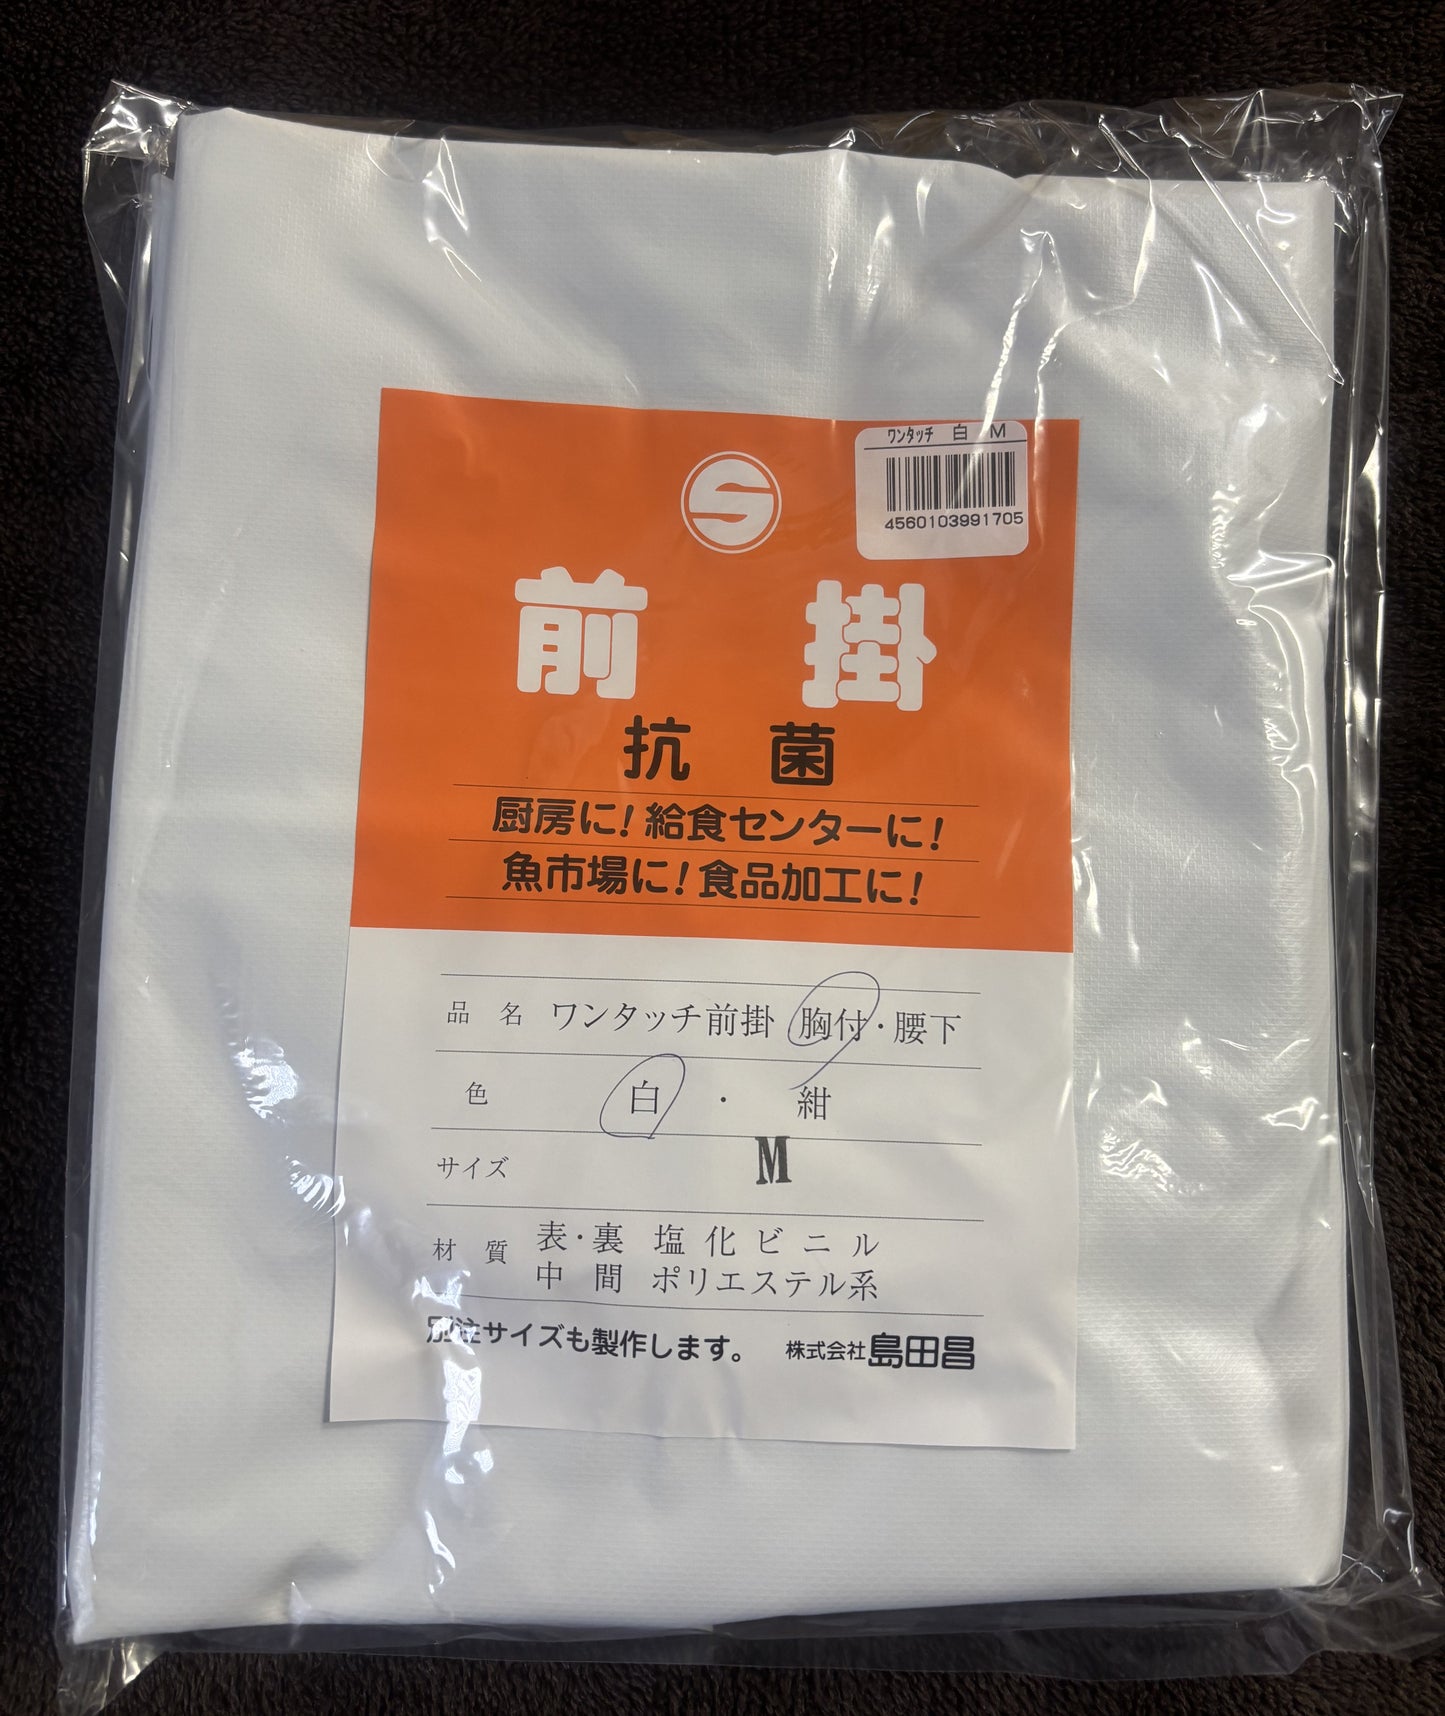 ワンタッチ 白 M
4560103991705
S
前掛
抗菌
厨房に!給食センターに!
魚市場に!食品加工に!
品名 ワンタッチ前掛 胸付・腰下
色 白・紺
サイズ M
材質 表・裏 塩化ビニル
中間 ポリエステル系
別注サイズも製作します。 株式会社島田昌